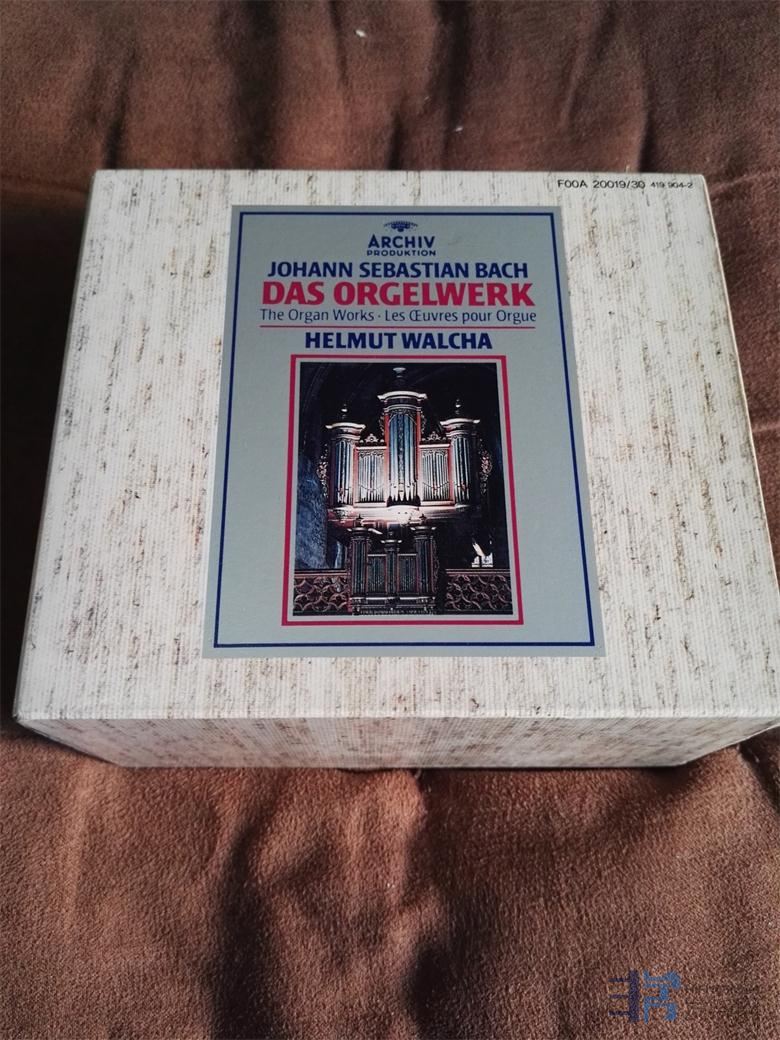 F00A 20019/30 419 904-2
ARCHIV
PRODUKTION
JOHANN SEBASTIAN BACH
DAS ORGELWERK
The Organ Works · Les Œuvres pour Orgue
HELMUT WALCHA